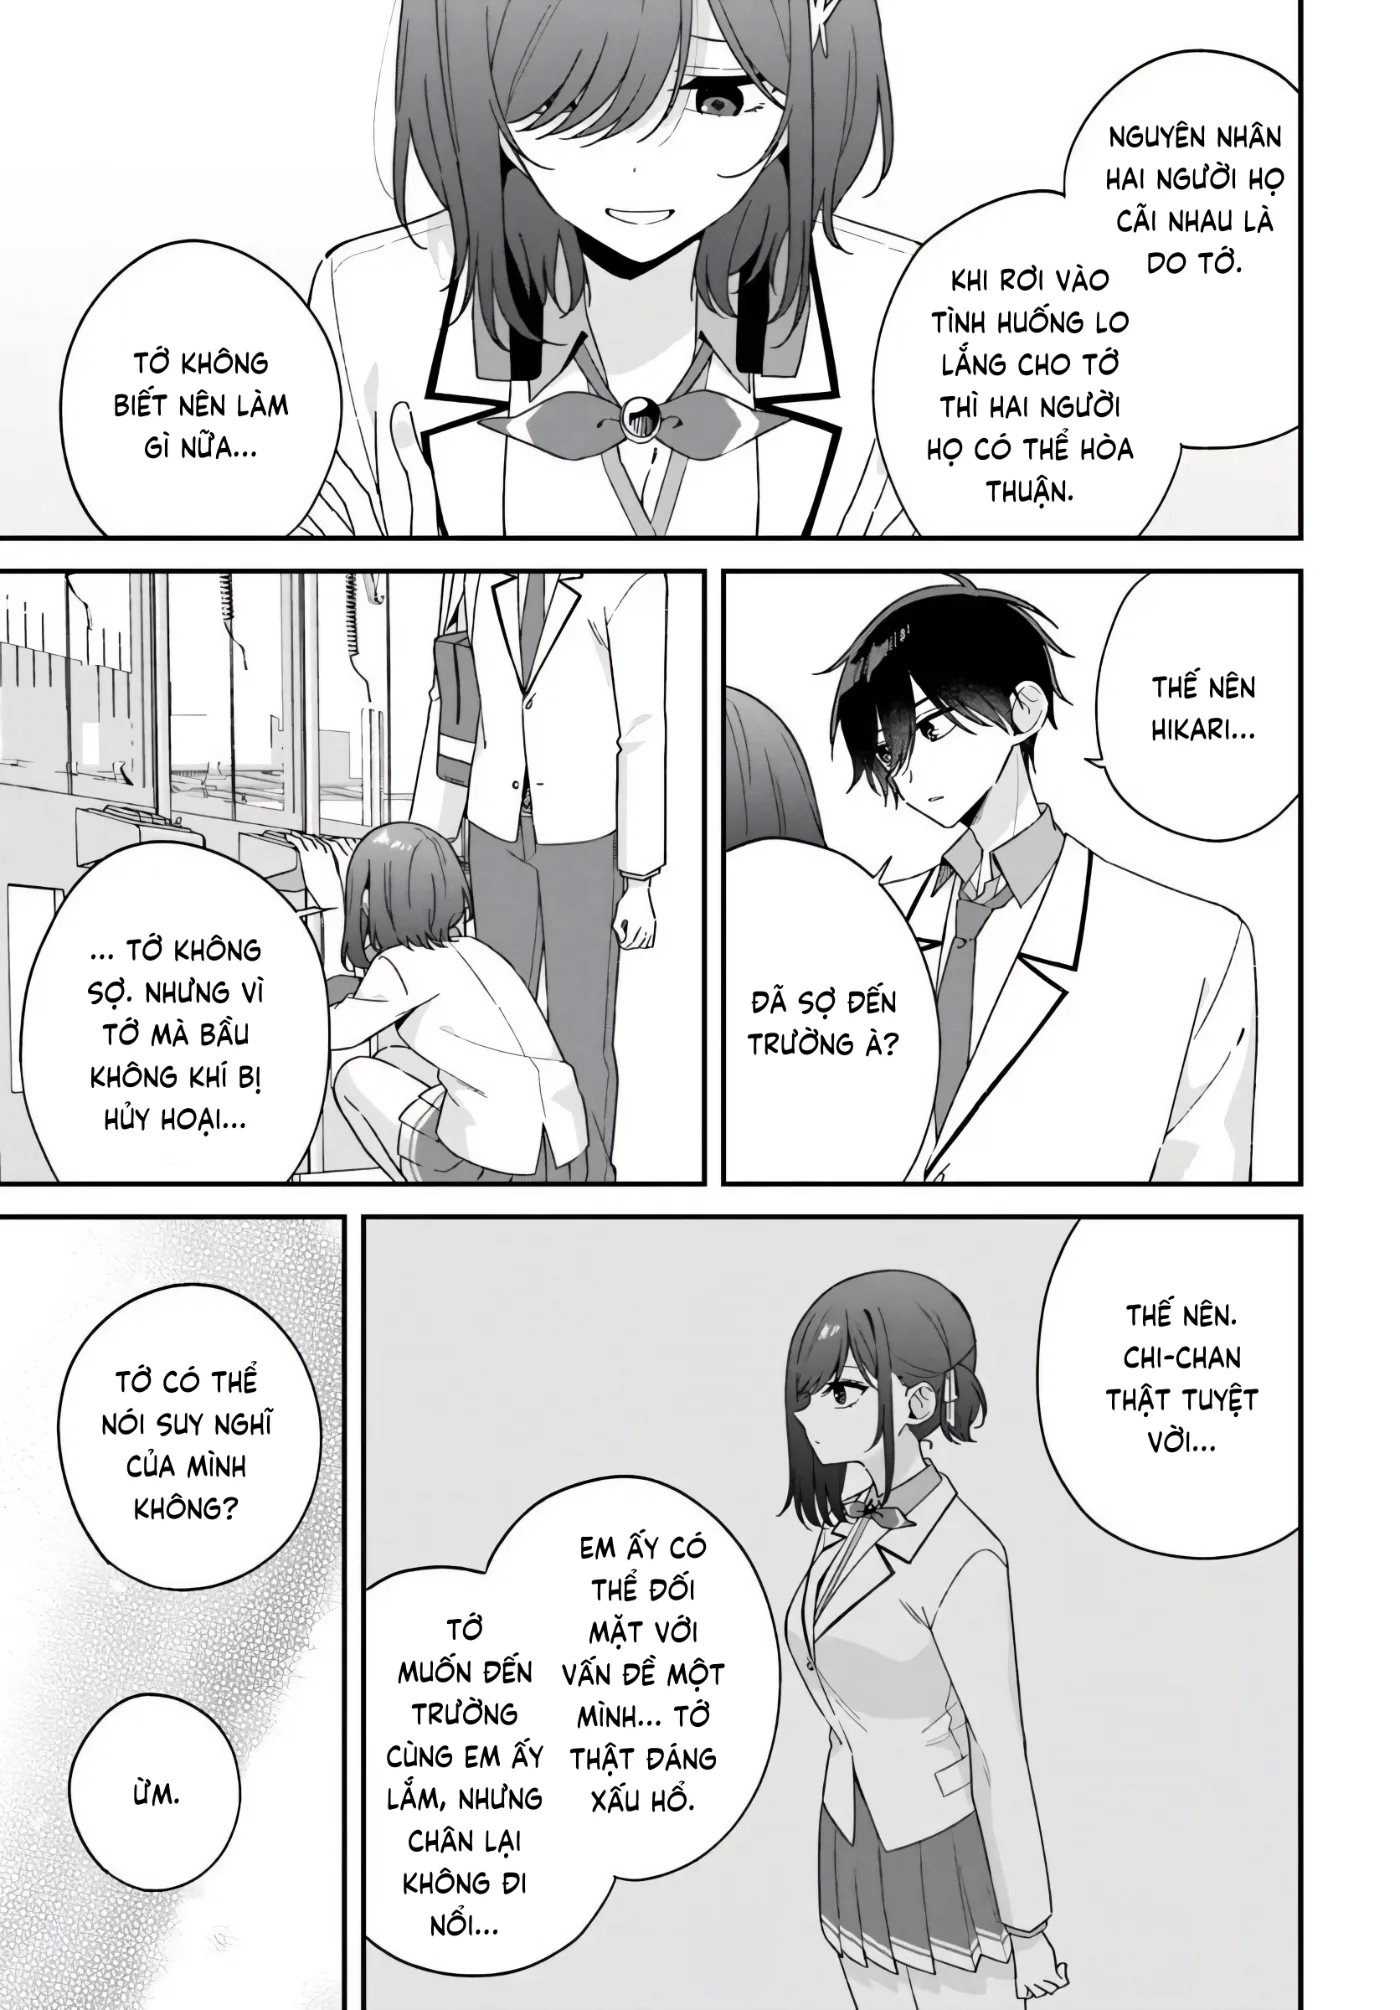 NGUYÊN NHÂN
HAI NGƯỜI HỌ
CÃI NHAU LÀ
DO TỚ.
KHI RƠI VÀO
TÌNH HUỐNG LO
LẮNG CHO TỚ
THÌ HAI NGƯỜI
HỌ CÓ THỂ HÒA
THUẬN.
TỚ KHÔNG
BIẾT NÊN LÀM
GÌ NỮA...
THẾ NÊN
HIKARI...
ĐÃ SỢ ĐẾN
TRƯỜNG À?
... TỚ KHÔNG
SỢ. NHƯNG VÌ
TỚ MÀ BẦU
KHÔNG KHÍ BỊ
HỦY HOẠI...
THẾ NÊN.
CHI-CHAN
THẬT TUYỆT
VỜI...
EM ẤY CÓ
THỂ ĐỐI
MẶT VỚI
VẤN ĐỀ MỘT
MÌNH... TỚ
THẬT ĐÁNG
XẤU HỔ.
TỚ
MUỐN ĐẾN
TRƯỜNG
CÙNG EM ẤY
LẮM, NHƯNG
CHÂN LẠI
KHÔNG ĐI
NỔI...
TỚ CÓ THỂ
NÓI SUY NGHĨ
CỦA MÌNH
KHÔNG?
ỪM.